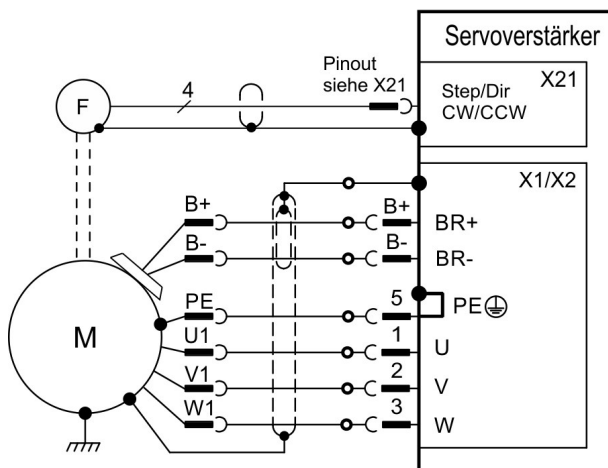 Servoverstärker
Pinout
siehe X21
X21
Step/Dir
CW/CCW
F
4
X1/X2
B+
B+
BR+
B-
B-
BR-
PE
5
PE
M
U1
1
U
V1
2
V
W1
3
W